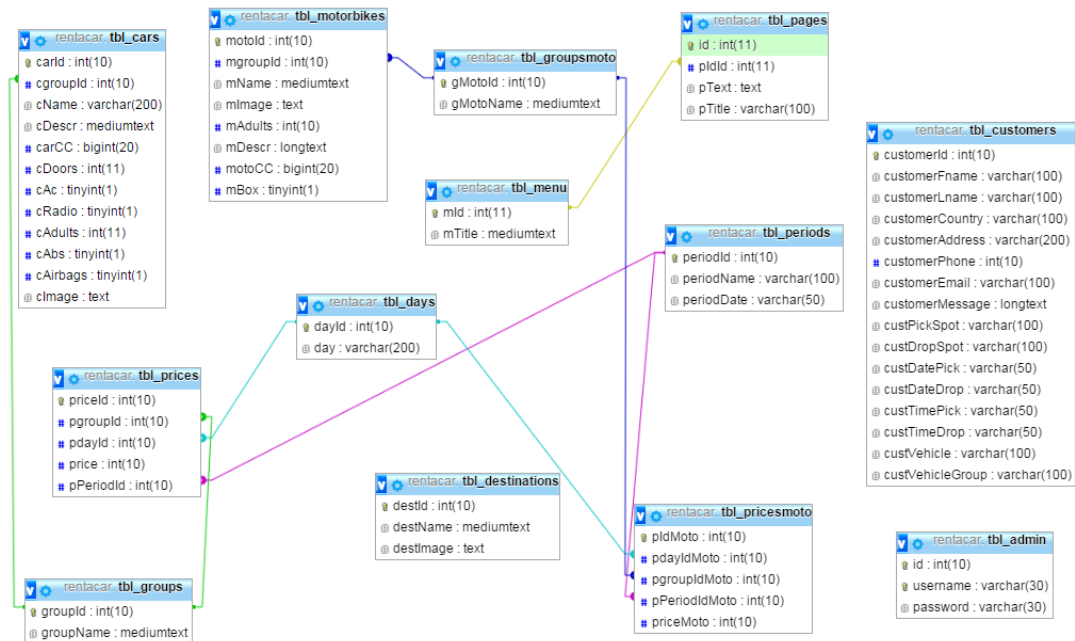 rentacar. tbl_cars
carId : int(10)
cgroupId : int(10)
cName : varchar(200)
cDescr : mediumtext
carCC : bigint(20)
cDoors : int(11)
cAc : tinyint(1)
cRadio : tinyint(1)
cAdults : int(11)
cAbs : tinyint(1)
cAirbags : tinyint(1)
cImage : text
rentacar. tbl_motorbikes
motoId : int(10)
mgroupId : int(10)
mName : mediumtext
mImage : text
mAdults : int(10)
mDescr : longtext
motoCC : bigint(20)
mBox : tinyint(1)
rentacar. tbl_groupsmoto
gMotoId : int(10)
gMotoName : mediumtext
rentacar. tbl_pages
id : int(11)
pIdId : int(11)
pText : text
pTitle : varchar(100)
rentacar. tbl_menu
mId : int(11)
mTitle : mediumtext
rentacar. tbl_customers
customerId : int(10)
customerFname : varchar(100)
customerLname : varchar(100)
customerCountry : varchar(100)
customerAddress : varchar(200)
customerPhone : int(10)
customerEmail : varchar(100)
customerMessage : longtext
custPickSpot : varchar(100)
custDropSpot : varchar(100)
custDatePick : varchar(50)
custDateDrop : varchar(50)
custTimePick : varchar(50)
custTimeDrop : varchar(50)
custVehicle : varchar(100)
custVehicleGroup : varchar(100)
rentacar. tbl_periods
periodId : int(10)
periodName : varchar(100)
periodDate : varchar(50)
rentacar. tbl_days
dayId : int(10)
day : varchar(200)
rentacar. tbl_prices
priceId : int(10)
pgroupId : int(10)
pdayId : int(10)
price : int(10)
pPeriodId : int(10)
rentacar. tbl_destinations
destId : int(10)
destName : mediumtext
destImage : text
rentacar. tbl_pricesmoto
pIdMoto : int(10)
pdayIdMoto : int(10)
pgroupIdMoto : int(10)
pPeriodIdMoto : int(10)
priceMoto : int(10)
rentacar. tbl_admin
id : int(10)
username : varchar(30)
password : varchar(30)
rentacar. tbl_groups
groupId : int(10)
groupName : mediumtext